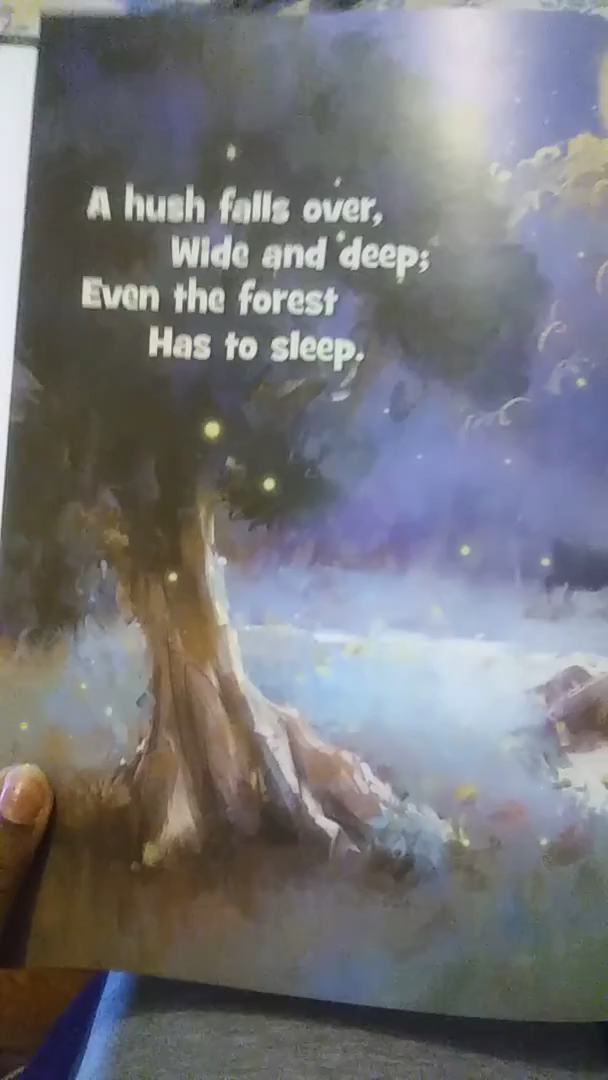 A hush falls over,
Wide and deep;
Even the forest
Has to sleep.